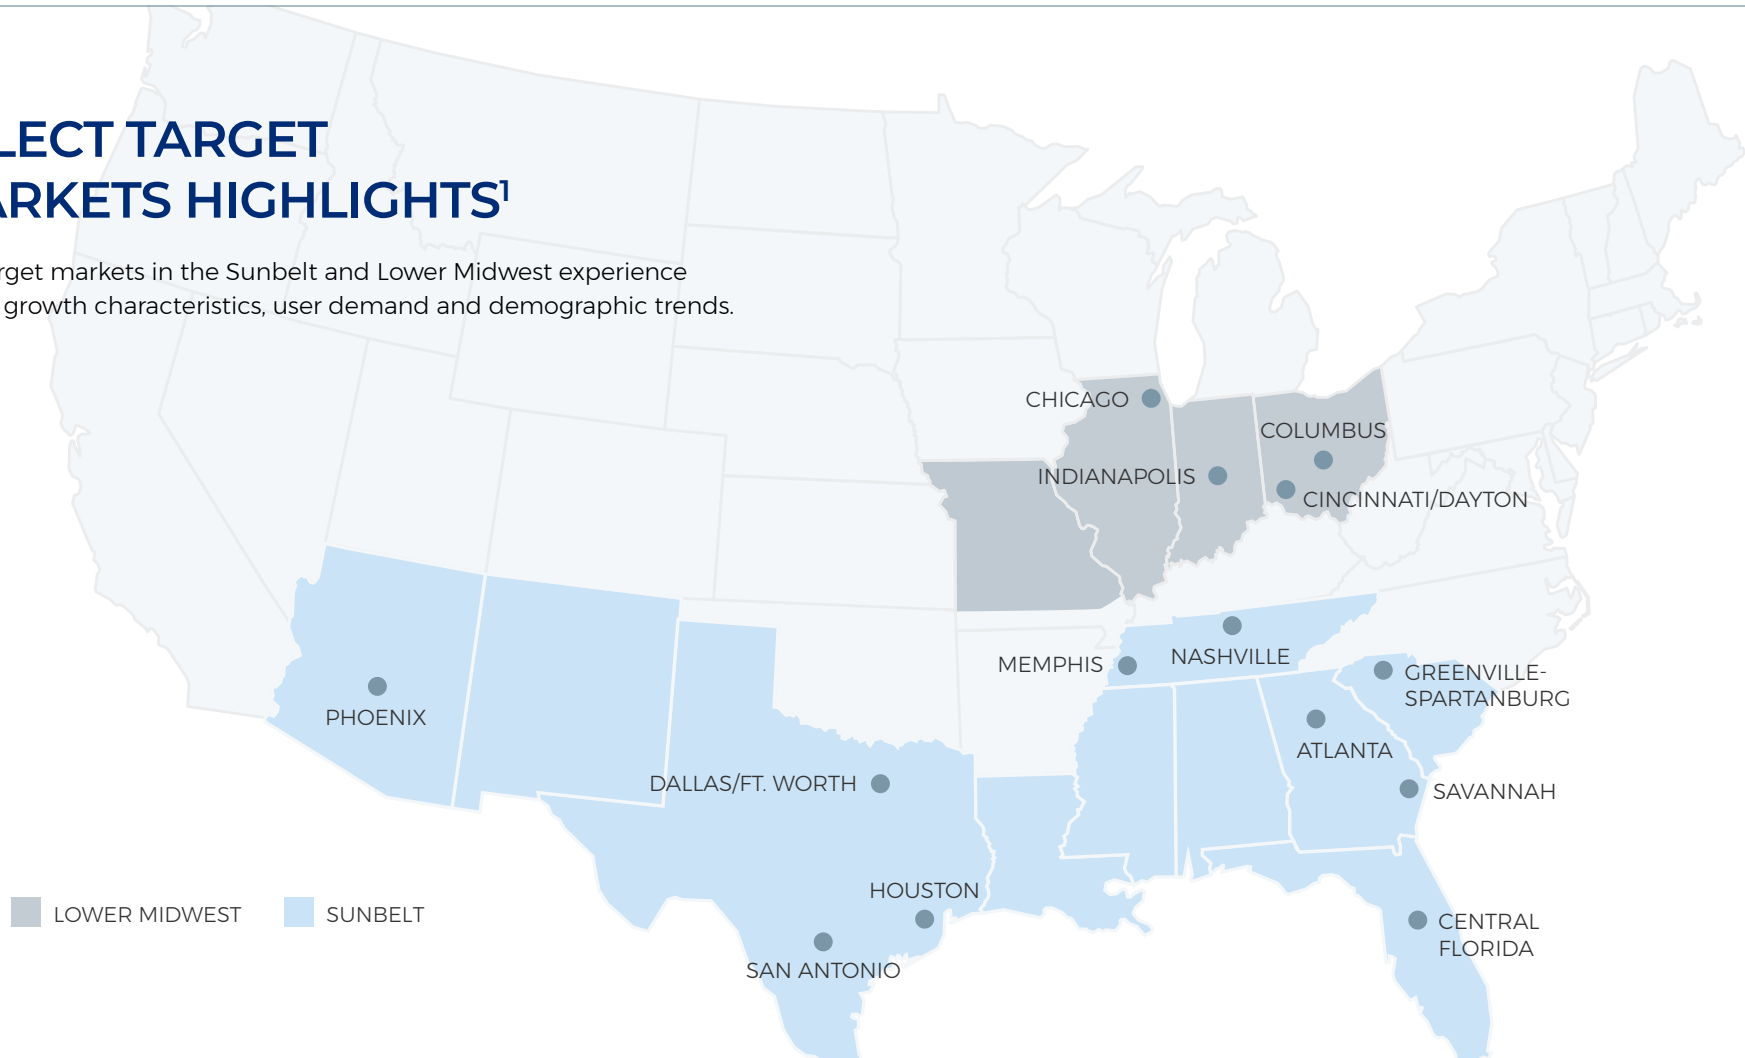 LECT TARGET
ARKETS HIGHLIGHTS¹
rget markets in the Sunbelt and Lower Midwest experience
growth characteristics, user demand and demographic trends.
CHICAGO
COLUMBUS
INDIANAPOLIS
CINCINNATI/DAYTON
MEMPHIS
NASHVILLE
GREENVILLE-
SPARTANBURG
PHOENIX
ATLANTA
DALLAS/FT. WORTH
SAVANNAH
HOUSTON
LOWER MIDWEST
SUNBELT
CENTRAL
FLORIDA
SAN ANTONIO